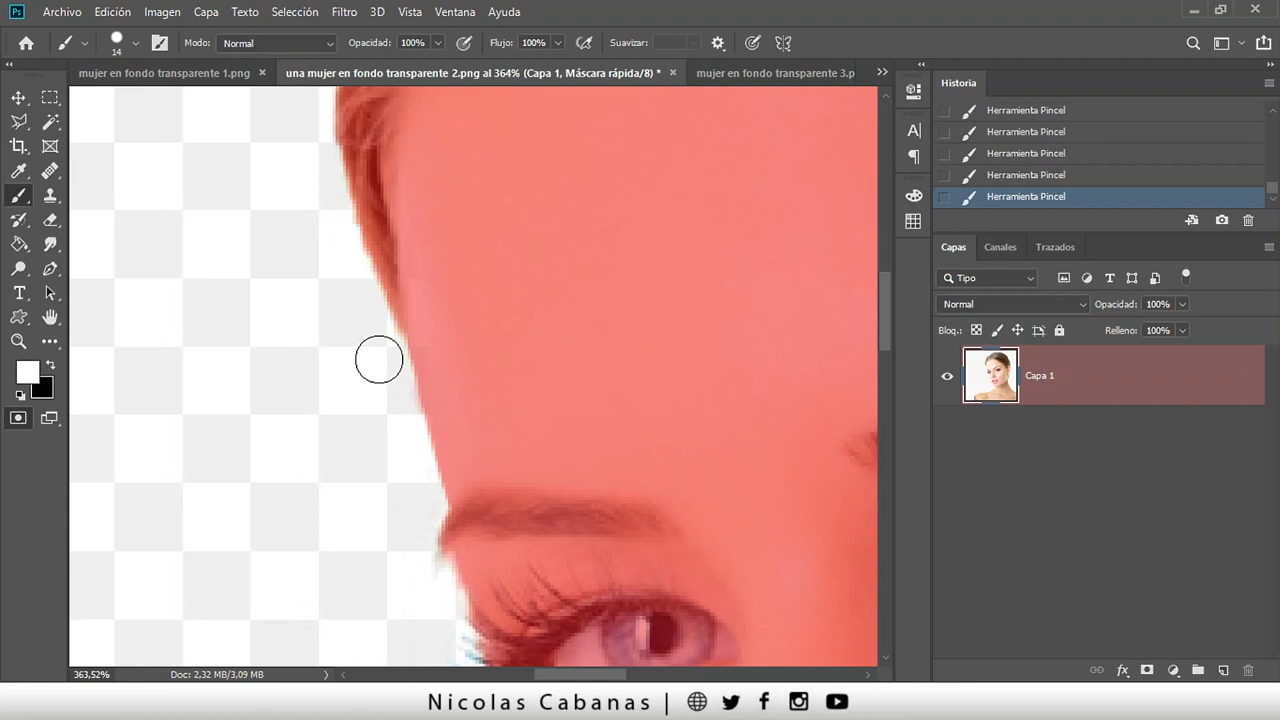 Ps Archivo Edición Imagen Capa Texto Selección Filtro 3D Vista Ventana Ayuda
14 Modo: Normal Opacidad: 100% Flujo: 100% Suavizar:
mujer en fondo transparente 1.png × una mujer en fondo transparente 2.png al 364% (Capa 1, Máscara rápida/8) * × mujer en fondo transparente 3.p
Historia
Herramienta Pincel
Herramienta Pincel
Herramienta Pincel
Herramienta Pincel
Herramienta Pincel
Capas Canales Trazados
Tipo
Normal Opacidad: 100%
Bloq.: Relleno: 100%
Capa 1
363,52% Doc: 2,32 MB/3,09 MB
Nicolas Cabanas |